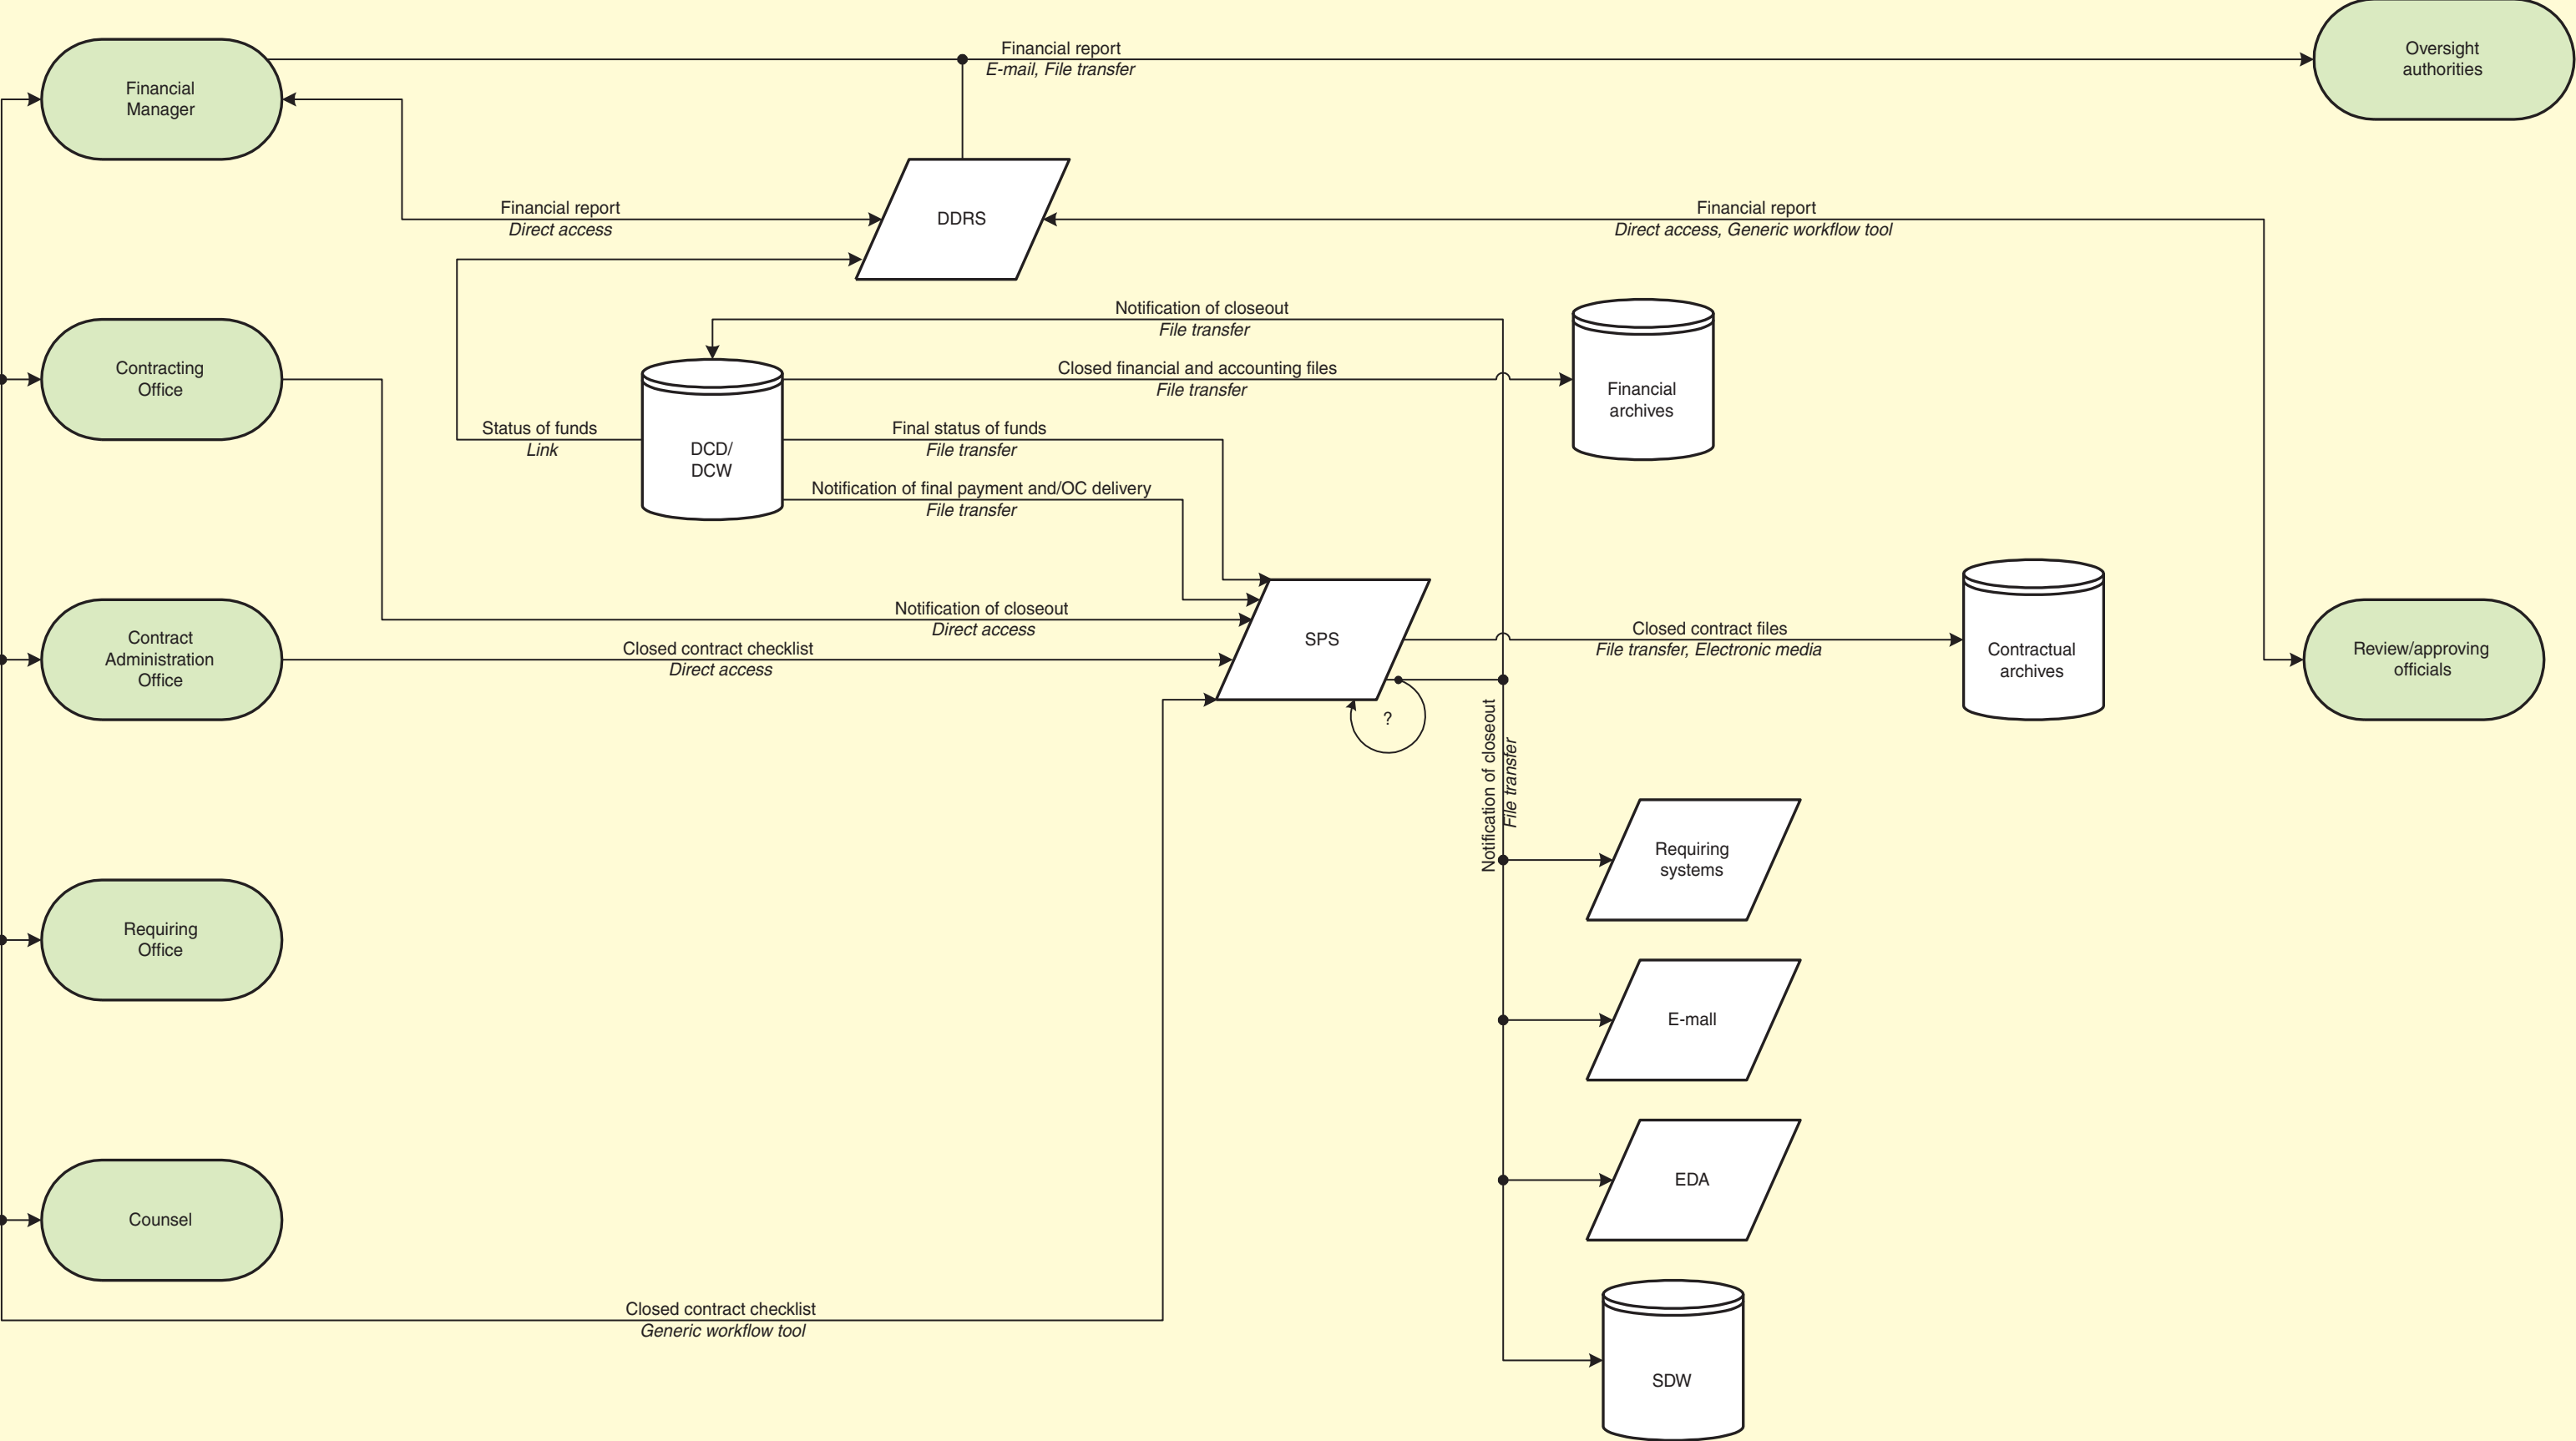 Financial report
E-mail, File transfer
Oversight
authorities
Financial
Manager
Financial report
Direct access
DDRS
Financial report
Direct access, Generic workflow tool
Notification of closeout
File transfer
Contracting
Office
Closed financial and accounting files
File transfer
Financial
archives
Status of funds
Link
DCD/
DCW
Final status of funds
File transfer
Notification of final payment and/OC delivery
File transfer
Notification of closeout
Direct access
Contract
Administration
Office
Closed contract checklist
Direct access
SPS
Closed contract files
File transfer, Electronic media
Contractual
archives
Review/approving
officials
?
Notification of closeout
File transfer
Requiring
systems
Requiring
Office
E-mall
EDA
Counsel
Closed contract checklist
Generic workflow tool
SDW